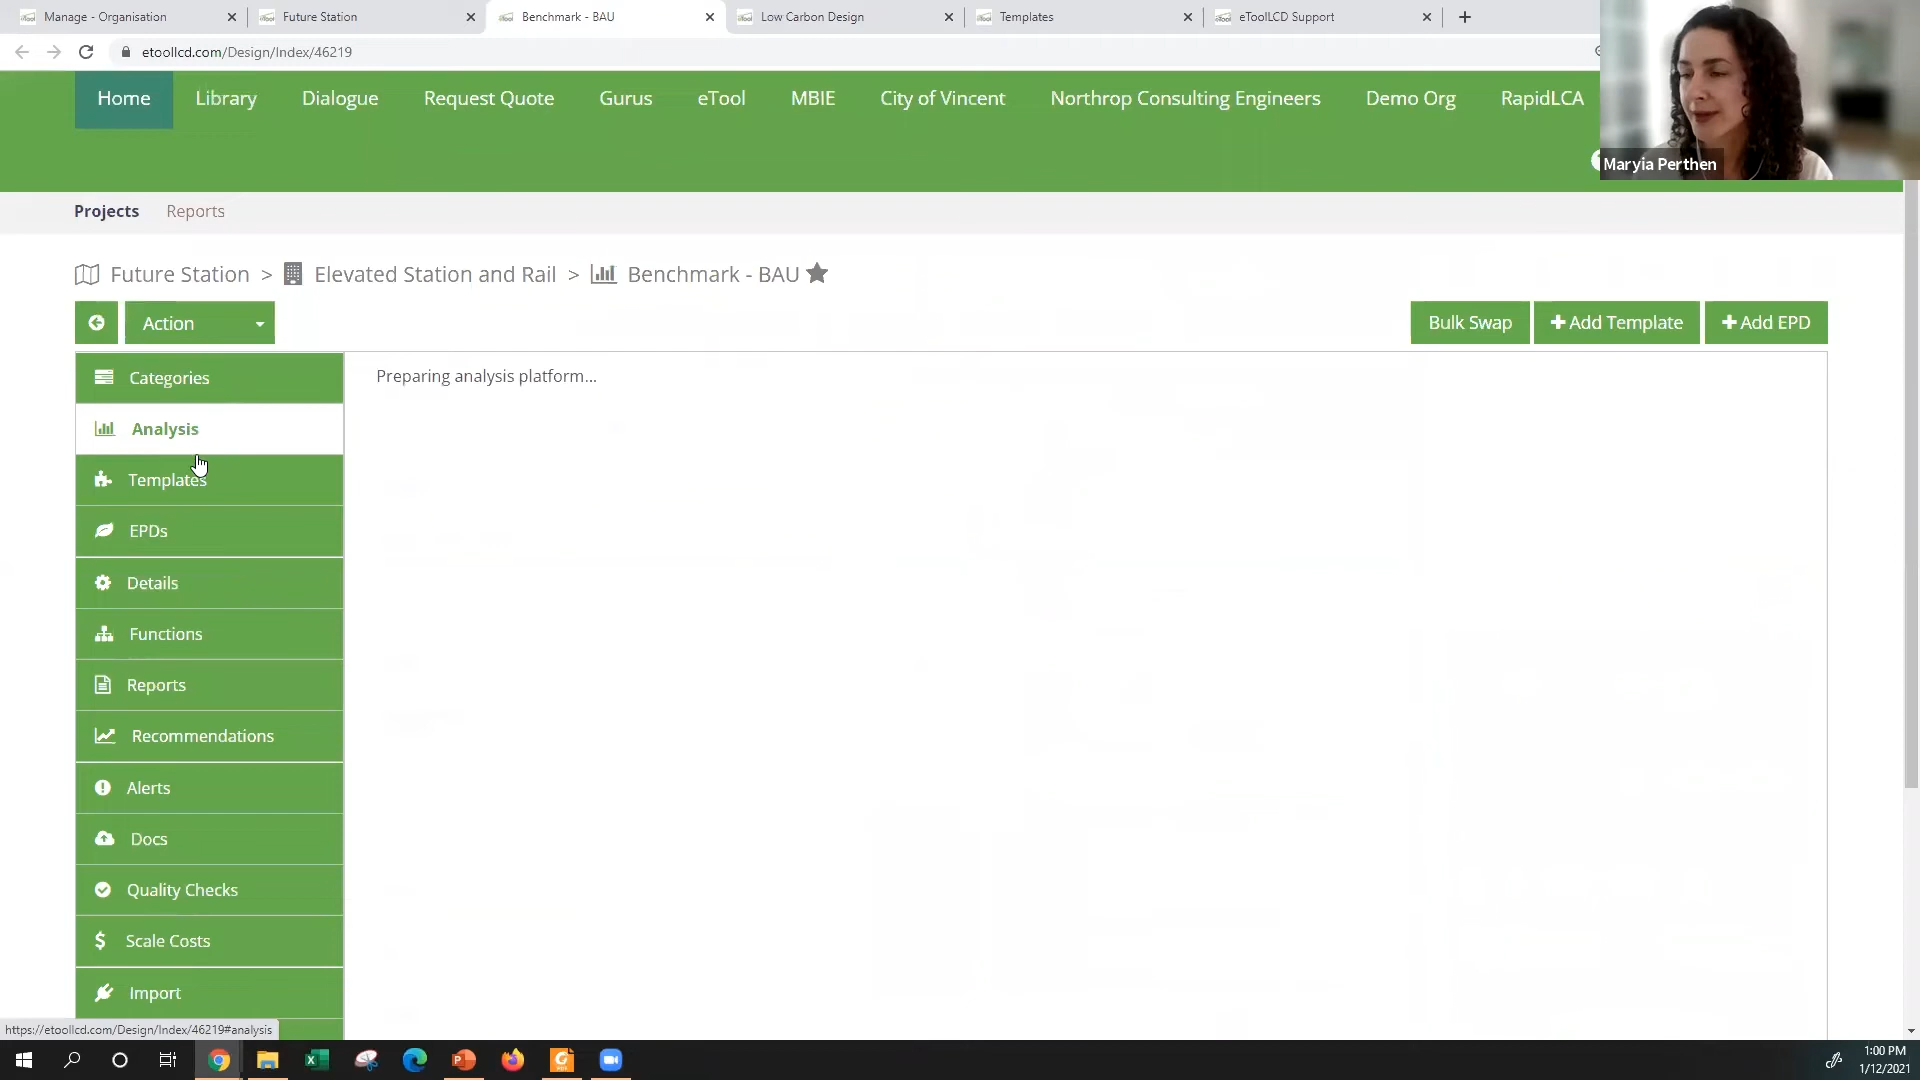 Manage - Organisation
Future Station
Benchmark - BAU
Low Carbon Design
Templates
eToolLCD Support
etoollcd.com/Design/Index/46219
Home
Library
Dialogue
Request Quote
Gurus
eTool
MBIE
City of Vincent
Northrop Consulting Engineers
Demo Org
RapidLCA
Maryia Perthen
Projects
Reports
Future Station > Elevated Station and Rail > Benchmark - BAU
Action
Bulk Swap
Add Template
Add EPD
Categories
Preparing analysis platform...
Analysis
Templates
EPDs
Details
Functions
Reports
Recommendations
Alerts
Docs
Quality Checks
Scale Costs
Import
https://etoollcd.com/Design/Index/46219#analysis
1:00 PM
1/12/2021